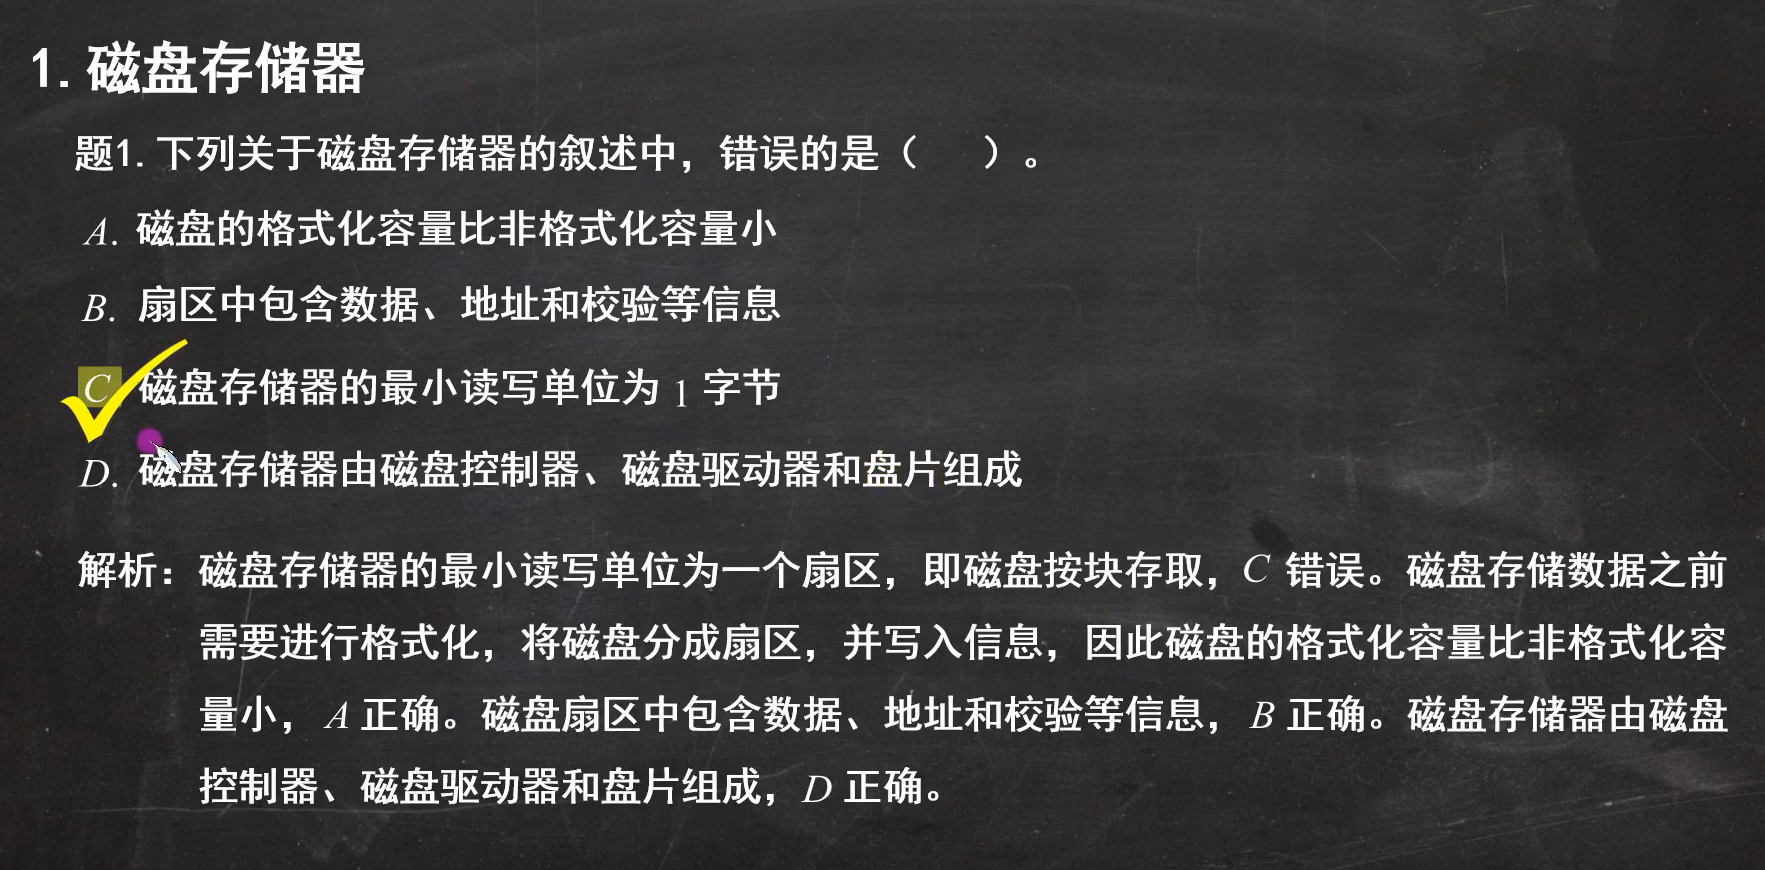 1. 磁盘存储器
题1. 下列关于磁盘存储器的叙述中，错误的是（    ）。
A. 磁盘的格式化容量比非格式化容量小
B. 扇区中包含数据、地址和校验等信息
C 磁盘存储器的最小读写单位为 1 字节
D. 磁盘存储器由磁盘控制器、磁盘驱动器和盘片组成
解析：磁盘存储器的最小读写单位为一个扇区，即磁盘按块存取，C 错误。磁盘存储数据之前
需要进行格式化，将磁盘分成扇区，并写入信息，因此磁盘的格式化容量比非格式化容
量小，A 正确。磁盘扇区中包含数据、地址和校验等信息，B 正确。磁盘存储器由磁盘
控制器、磁盘驱动器和盘片组成，D 正确。